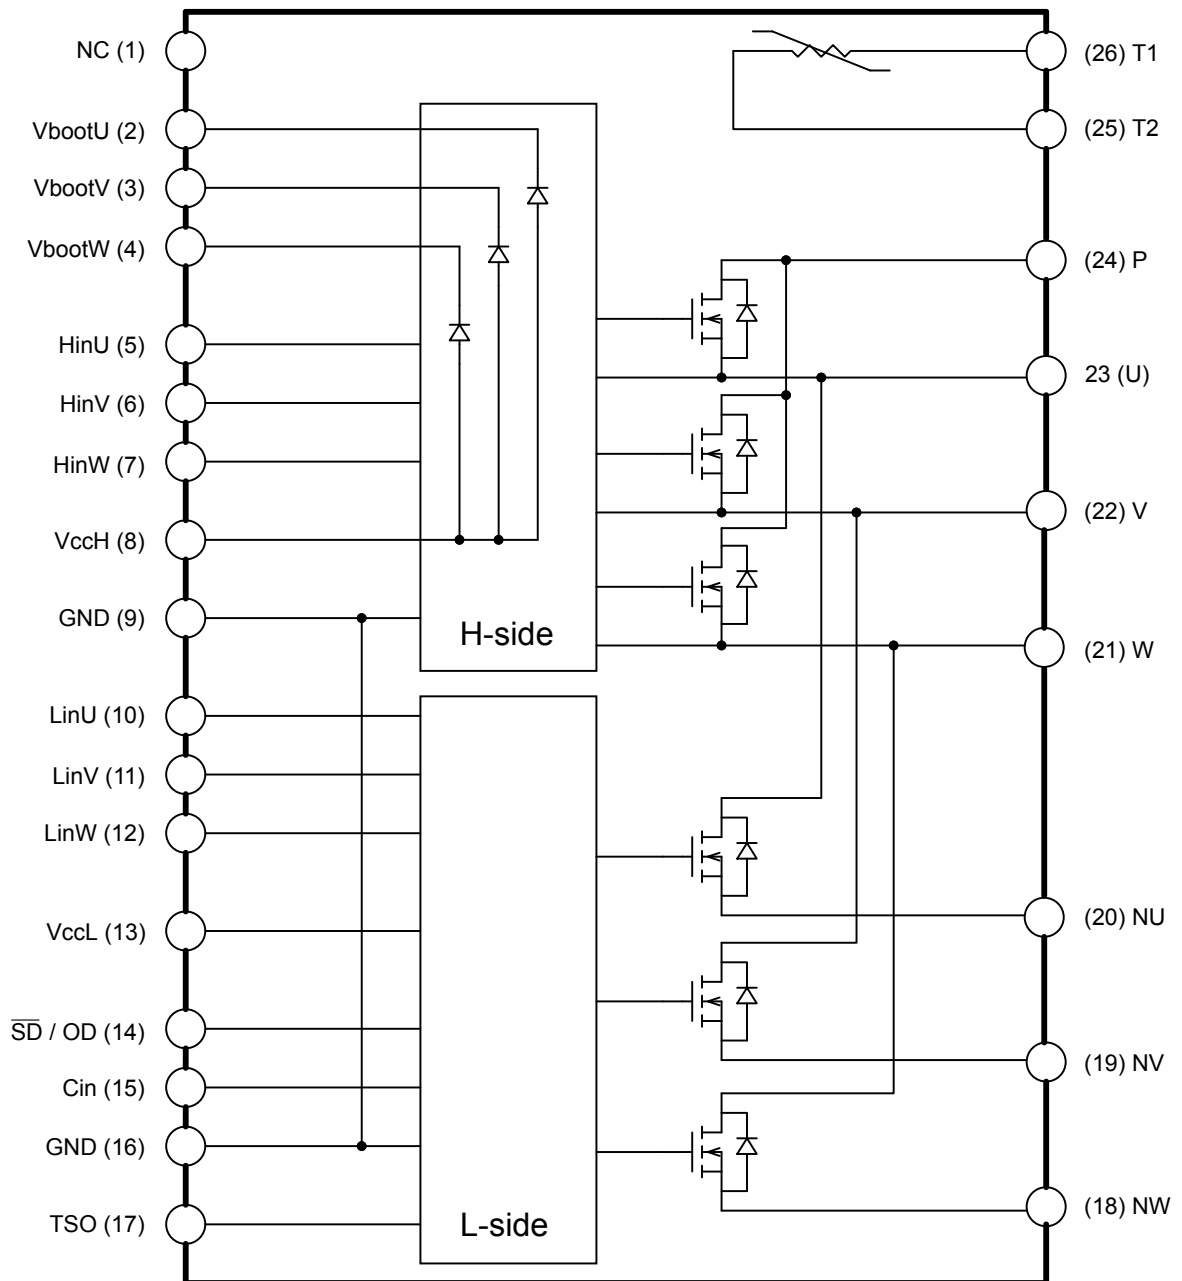 NC (1)
VbootU (2)
VbootV (3)
VbootW (4)
HinU (5)
HinV (6)
HinW (7)
VccH (8)
GND (9)
LinU (10)
LinV (11)
LinW (12)
VccL (13)
S̅D̅ / OD (14)
Cin (15)
GND (16)
TSO (17)
H-side
L-side
(26) T1
(25) T2
(24) P
23 (U)
(22) V
(21) W
(20) NU
(19) NV
(18) NW